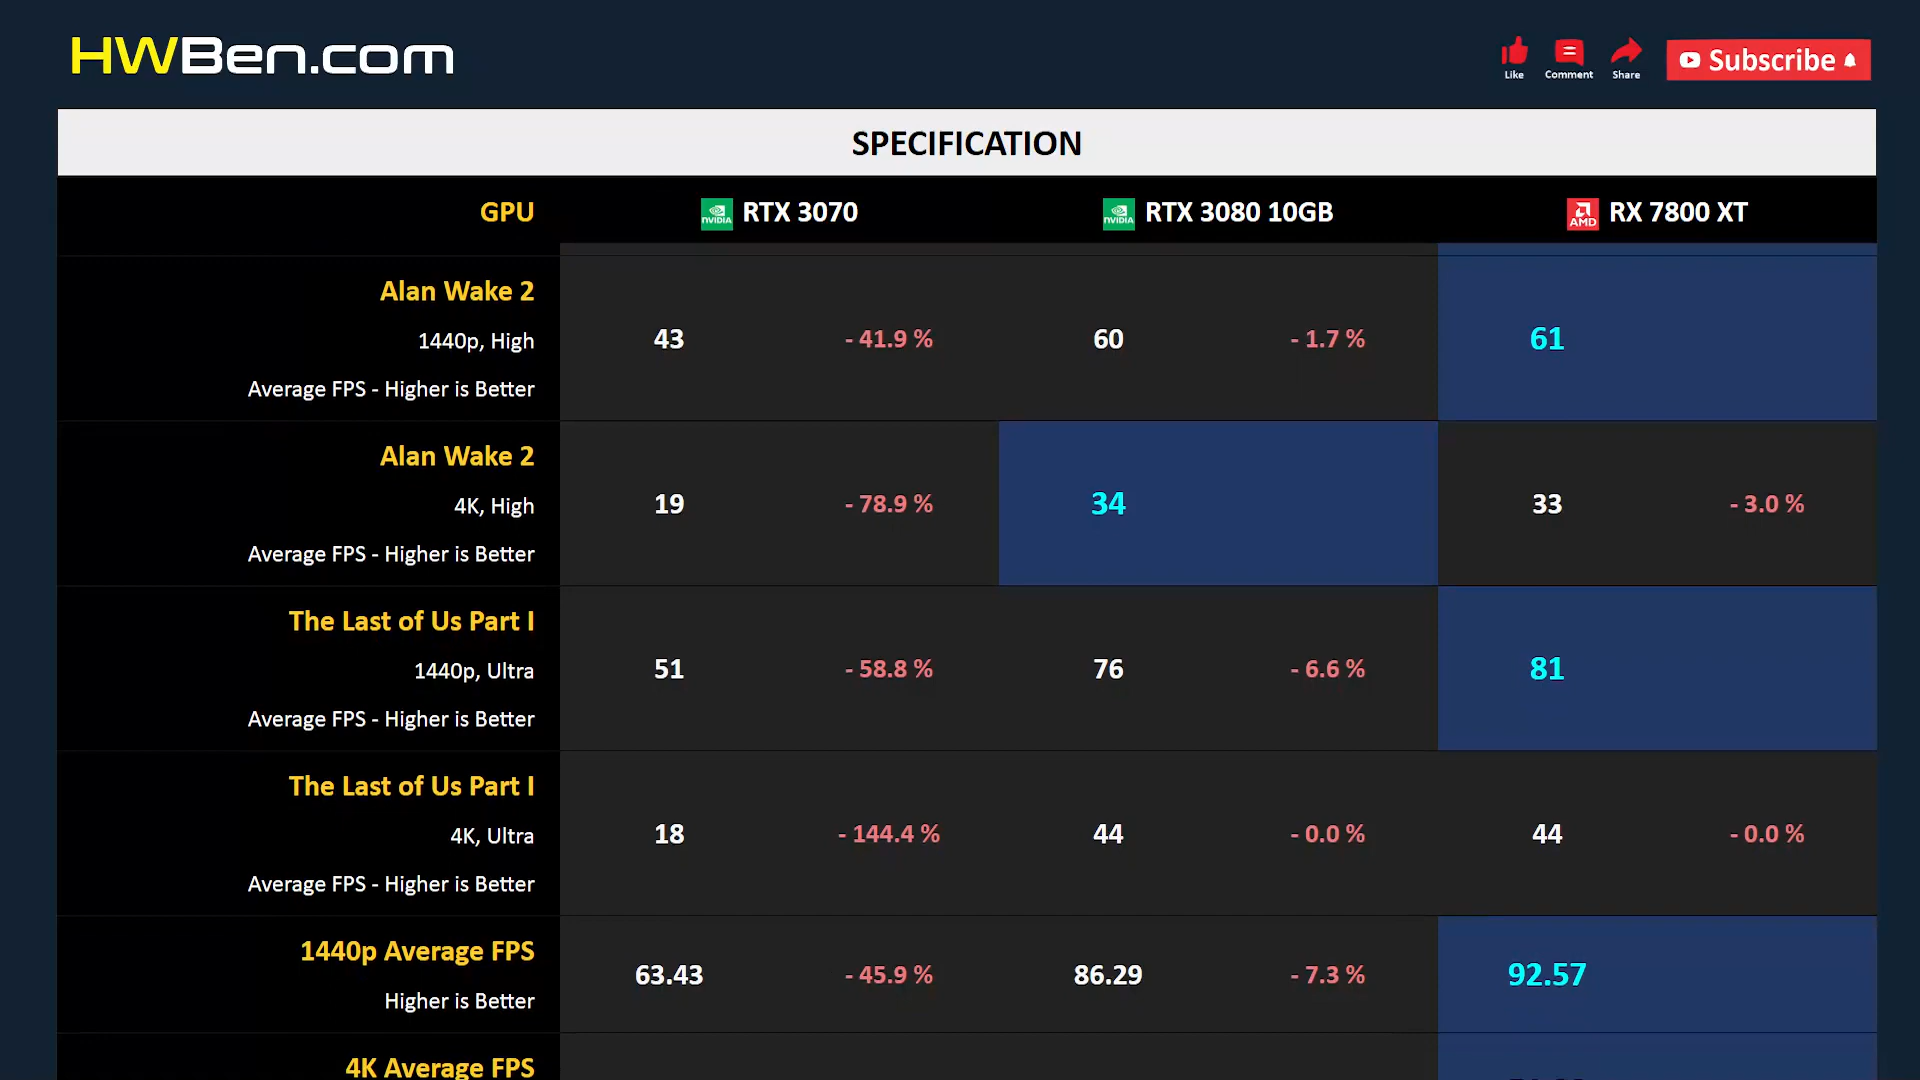 HWBen.com
Like
Comment
Share
Subscribe
SPECIFICATION
GPU
NVIDIA RTX 3070
NVIDIA RTX 3080 10GB
AMD RX 7800 XT
Alan Wake 2
1440p, High
Average FPS - Higher is Better
43 - 41.9 % 60 - 1.7 % 61
Alan Wake 2
4K, High
Average FPS - Higher is Better
19 - 78.9 % 34 33 - 3.0 %
The Last of Us Part I
1440p, Ultra
Average FPS - Higher is Better
51 - 58.8 % 76 - 6.6 % 81
The Last of Us Part I
4K, Ultra
Average FPS - Higher is Better
18 - 144.4 % 44 - 0.0 % 44 - 0.0 %
1440p Average FPS
Higher is Better
63.43 - 45.9 % 86.29 - 7.3 % 92.57
4K Average FPS